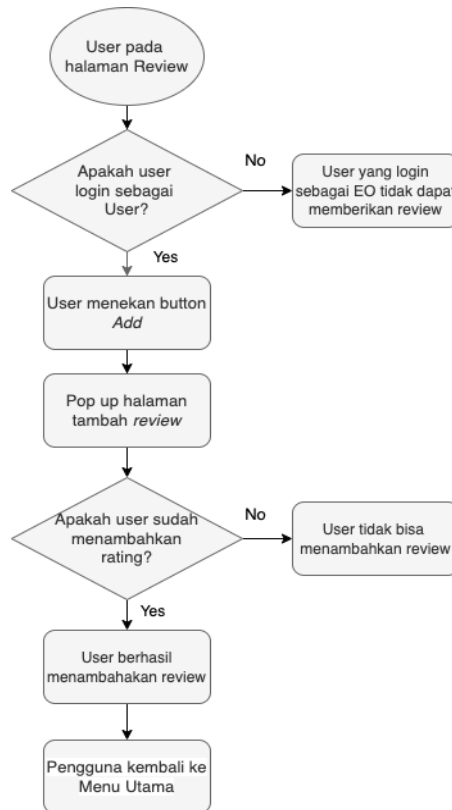 User pada
halaman Review
Apakah user
login sebagai
User?
No
User yang login
sebagai EO tidak dapat
memberikan review
Yes
User menekan button
Add
Pop up halaman
tambah review
Apakah user sudah
menambahkan
rating?
No
User tidak bisa
menambahkan review
Yes
User berhasil
menambahakan review
Pengguna kembali ke
Menu Utama